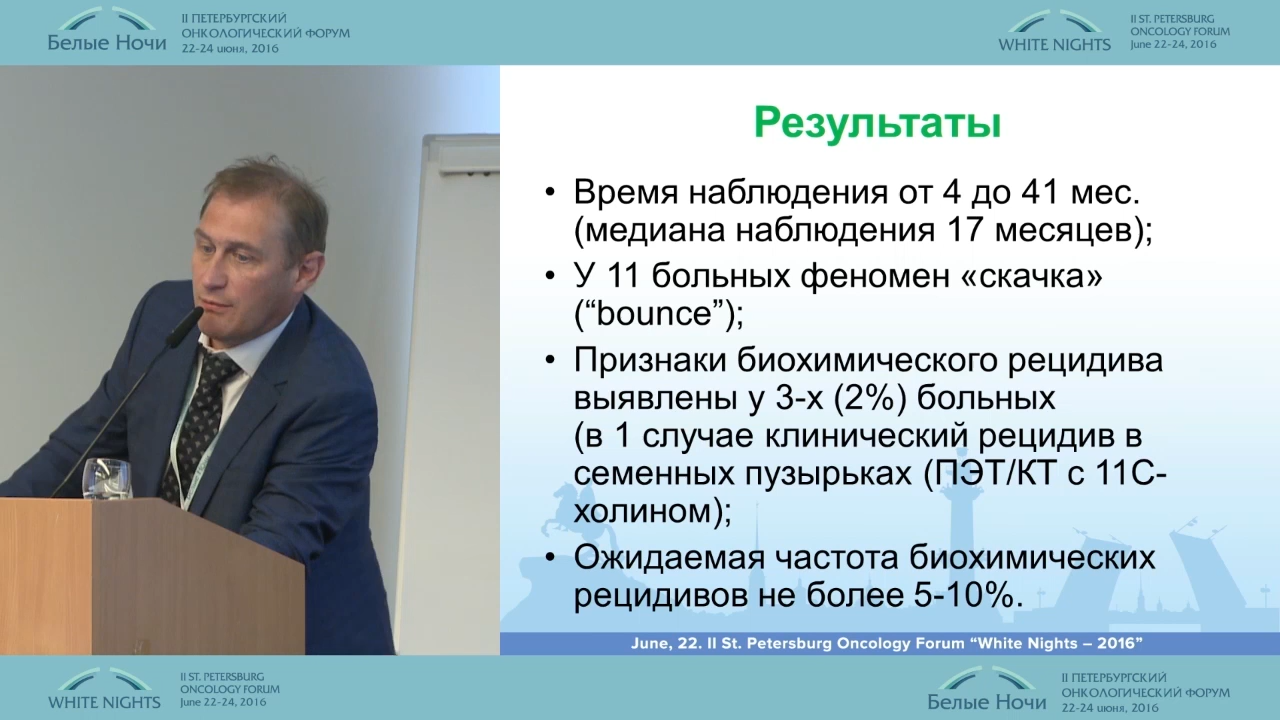 Белые Ночи
II ПЕТЕРБУРГСКИЙ
ОНКОЛОГИЧЕСКИЙ ФОРУМ
22-24 июня, 2016
WHITE NIGHTS
II ST. PETERSBURG
ONCOLOGY FORUM
June 22-24, 2016
Результаты
• Время наблюдения от 4 до 41 мес.
(медиана наблюдения 17 месяцев);
• У 11 больных феномен «скачка»
(“bounce”);
• Признаки биохимического рецидива
выявлены у 3-х (2%) больных
(в 1 случае клинический рецидив в
семенных пузырьках (ПЭТ/КТ с 11С-
холином);
• Ожидаемая частота биохимических
рецидивов не более 5-10%.
June, 22. II St. Petersburg Oncology Forum “White Nights – 2016”
WHITE NIGHTS
II ST. PETERSBURG
ONCOLOGY FORUM
June 22-24, 2016
Белые Ночи
II ПЕТЕРБУРГСКИЙ
ОНКОЛОГИЧЕСКИЙ ФОРУМ
22-24 июня, 2016